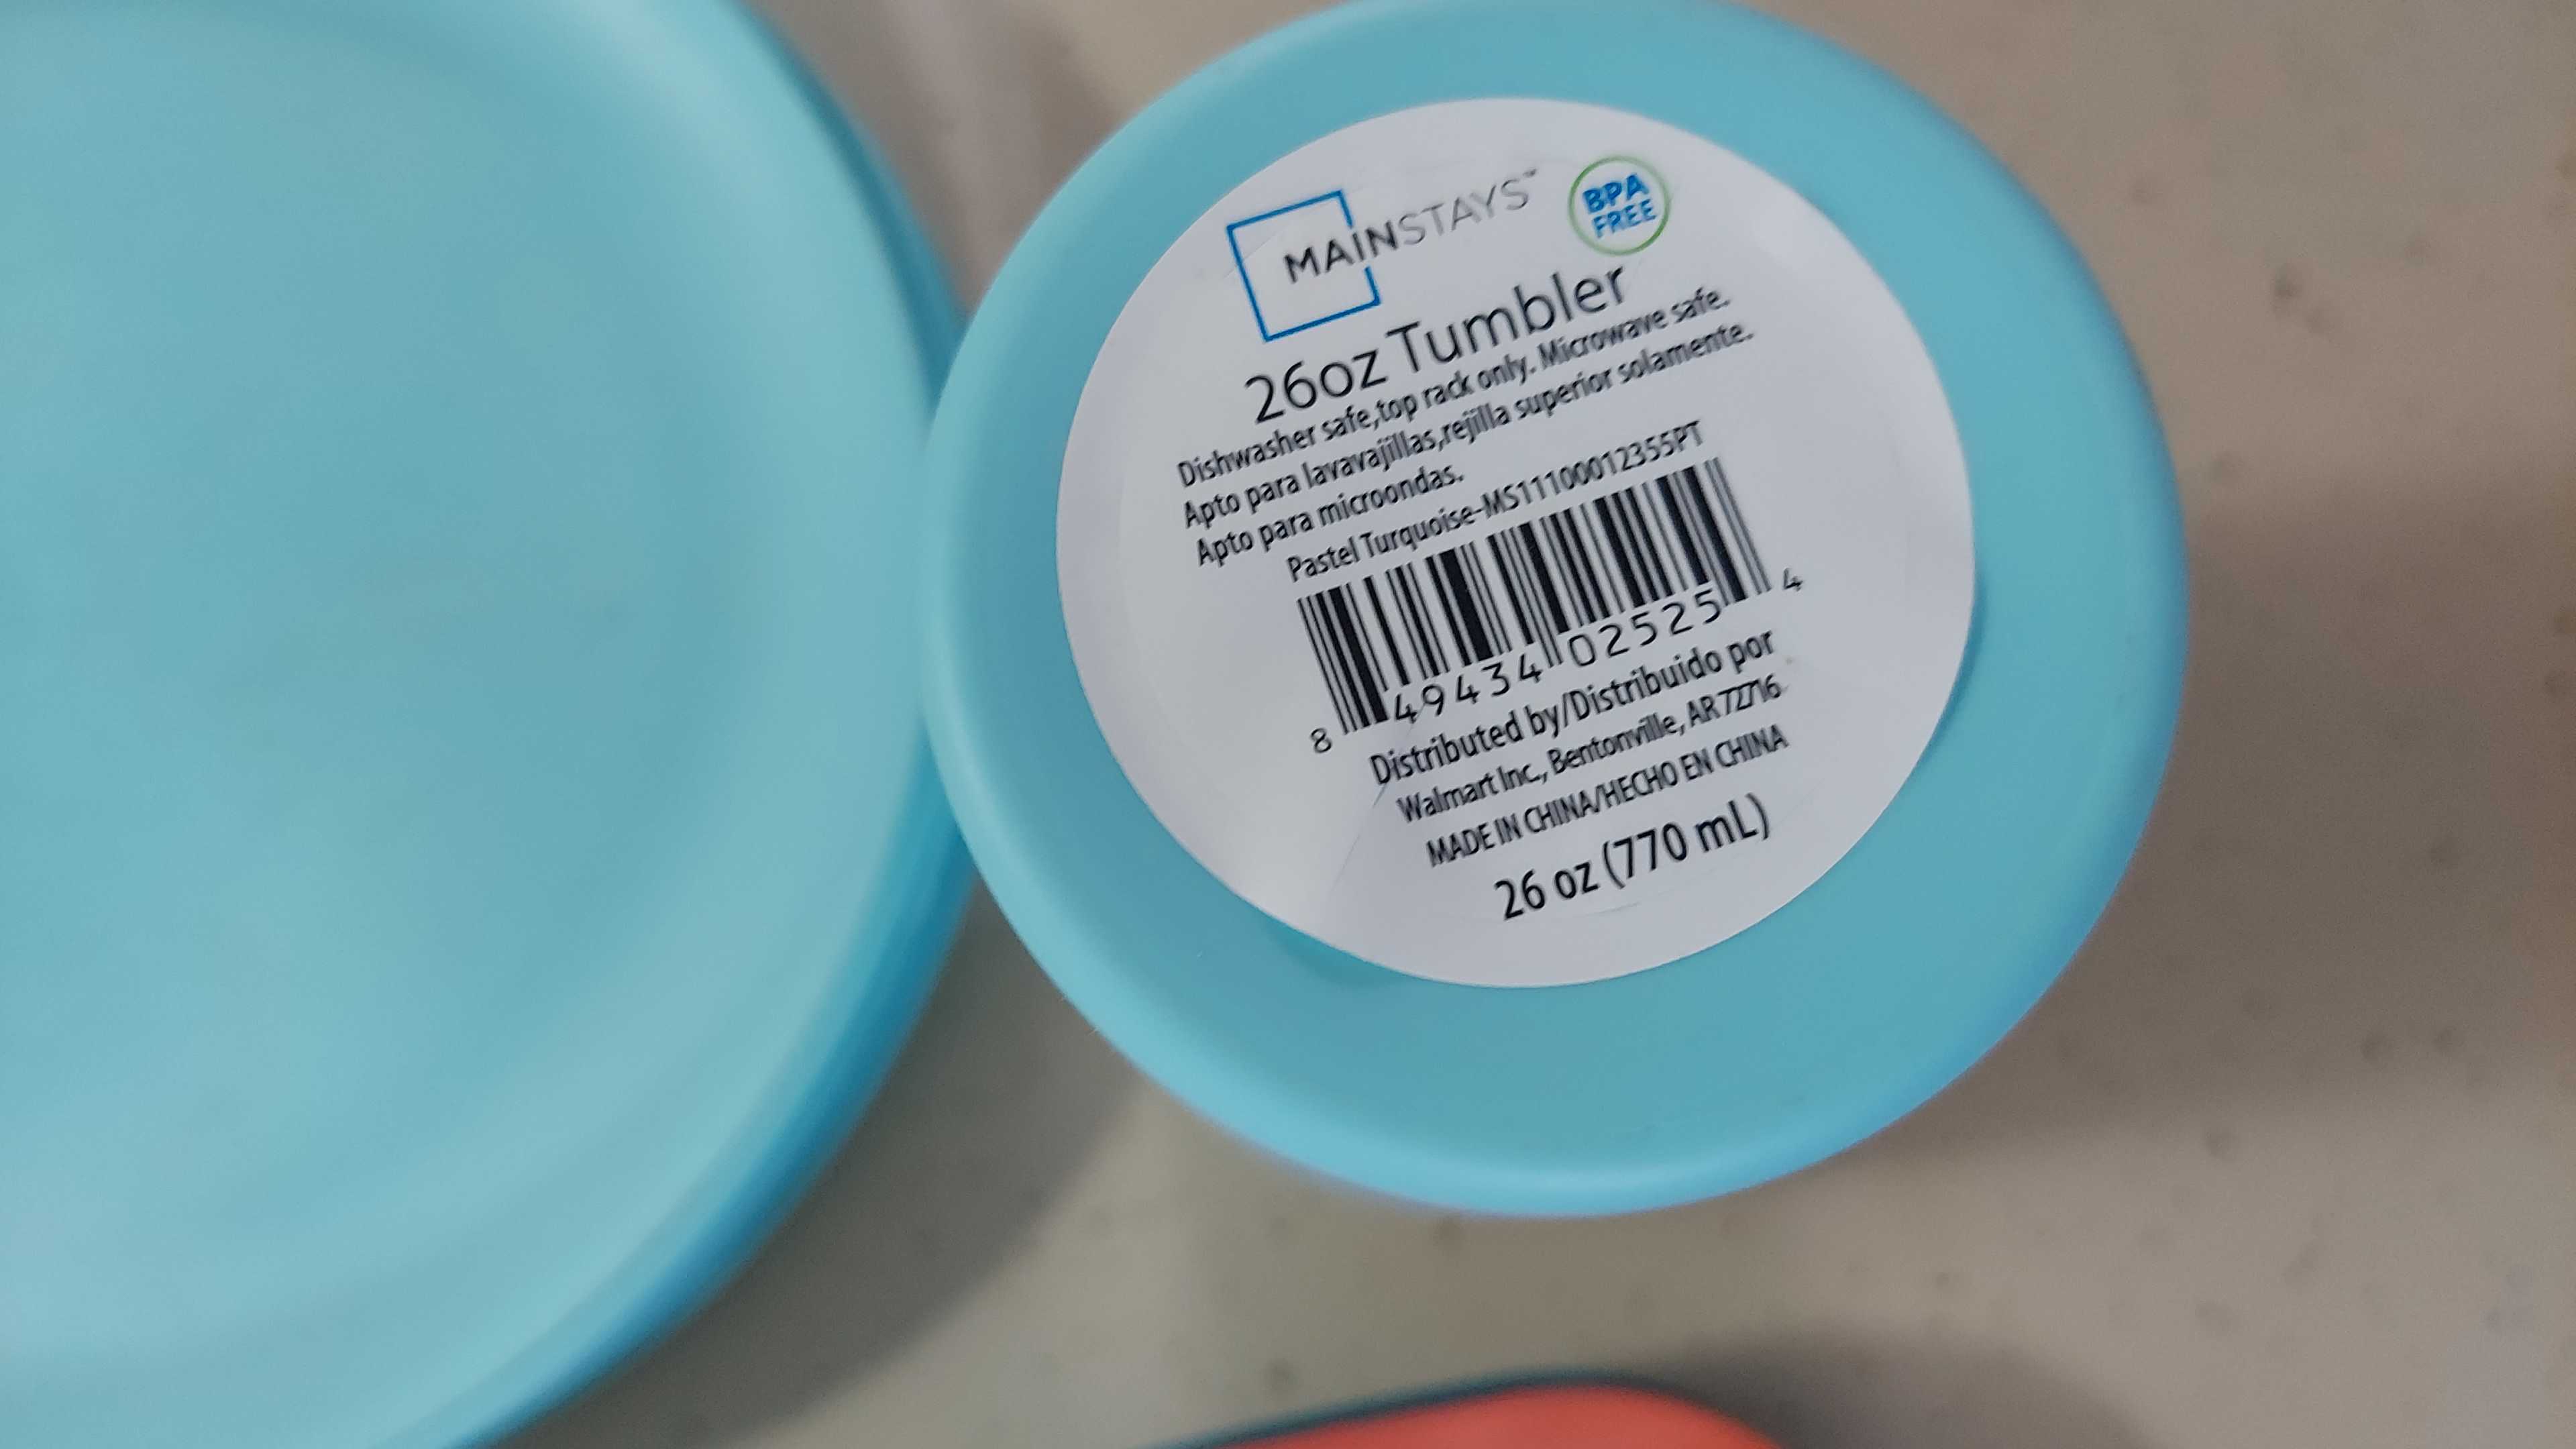 MAINSTAYS™
BPA
FREE
26oz Tumbler
Dishwasher safe,top rack only. Microwave safe.
Apto para lavavajillas,rejilla superior solamente.
Apto para microondas.
Pastel Turquoise-MS11100012355PT
8 49434 02525 4
Distributed by/Distribuido por
Walmart Inc., Bentonville, AR 72716
MADE IN CHINA/HECHO EN CHINA
26 oz (770 mL)